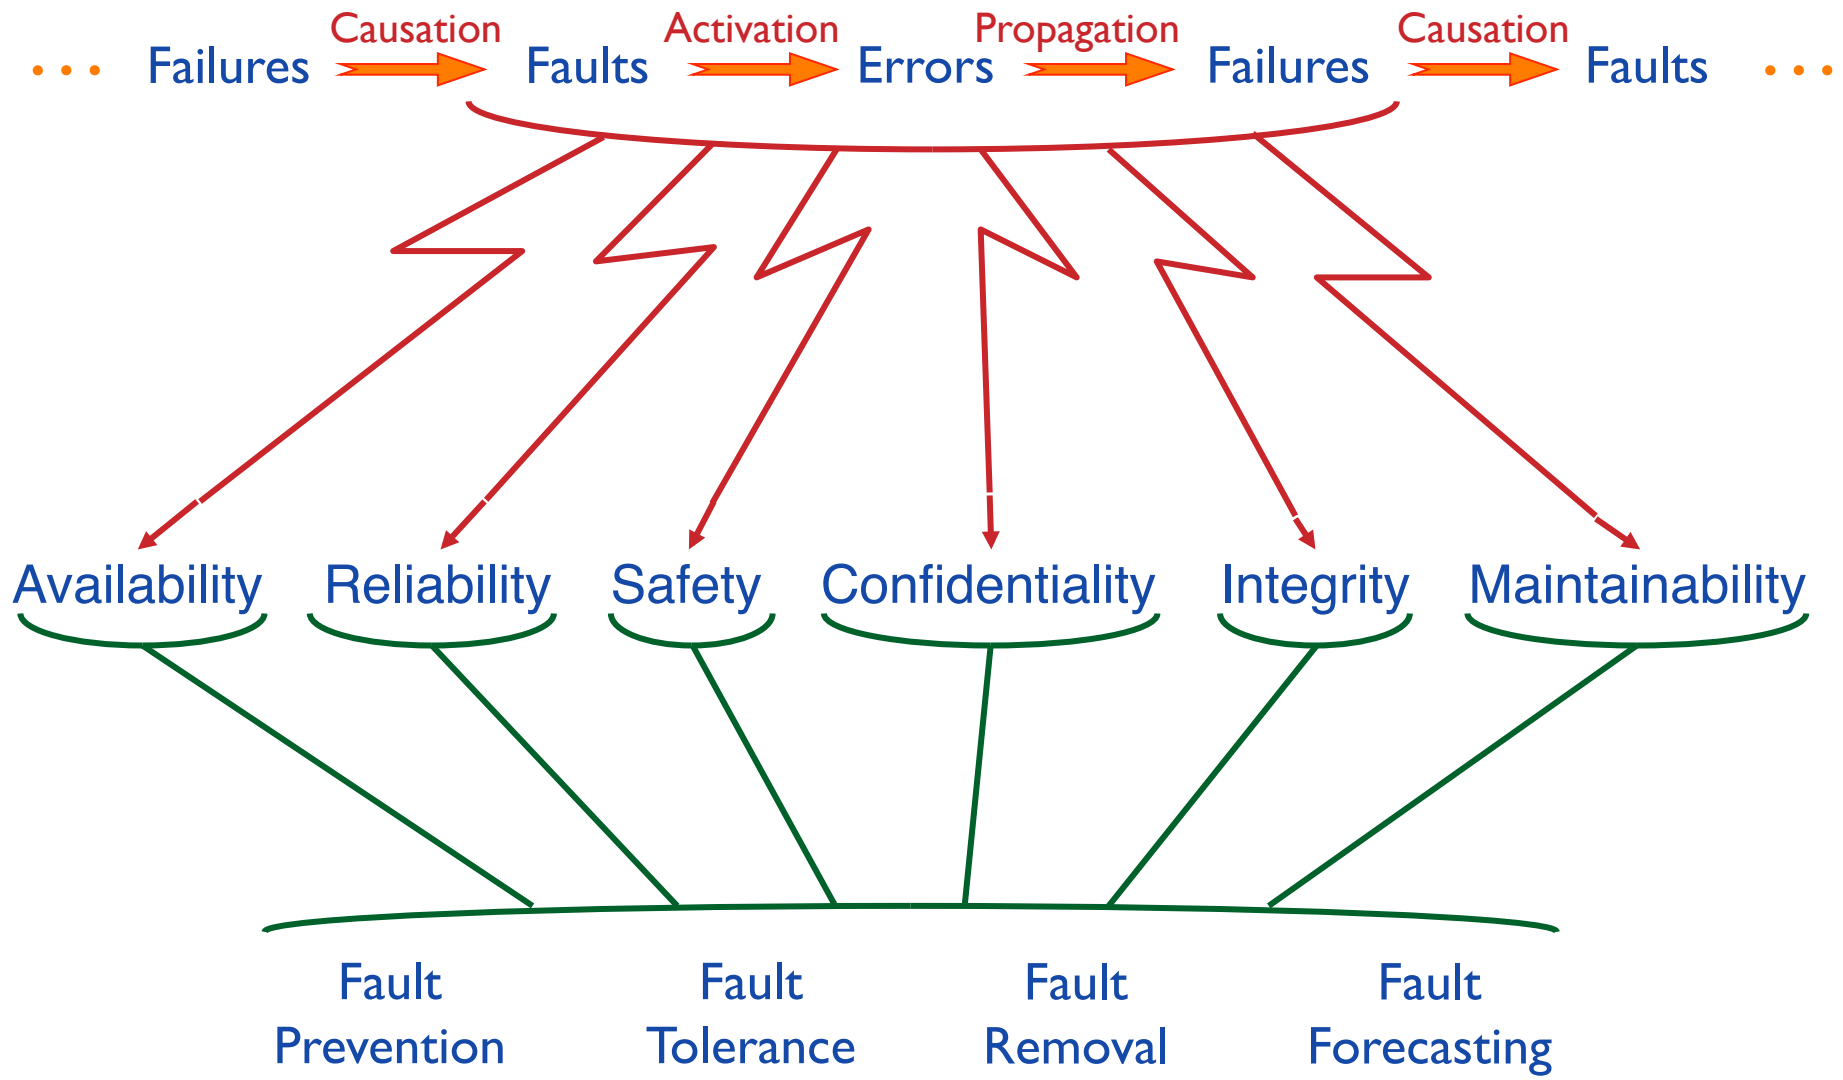 Causation Activation Propagation Causation
... Failures Faults Errors Failures Faults ...
Availability Reliability Safety Confidentiality Integrity Maintainability
Fault Fault Fault Fault
Prevention Tolerance Removal Forecasting